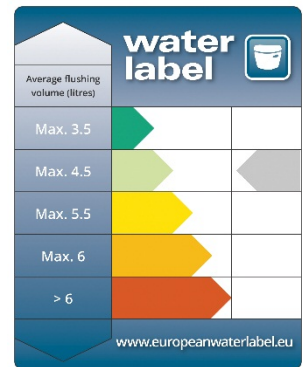 water
label
Average flushing
volume (litres)
Max. 3.5
Max. 4.5
Max. 5.5
Max. 6
> 6
www.europeanwaterlabel.eu